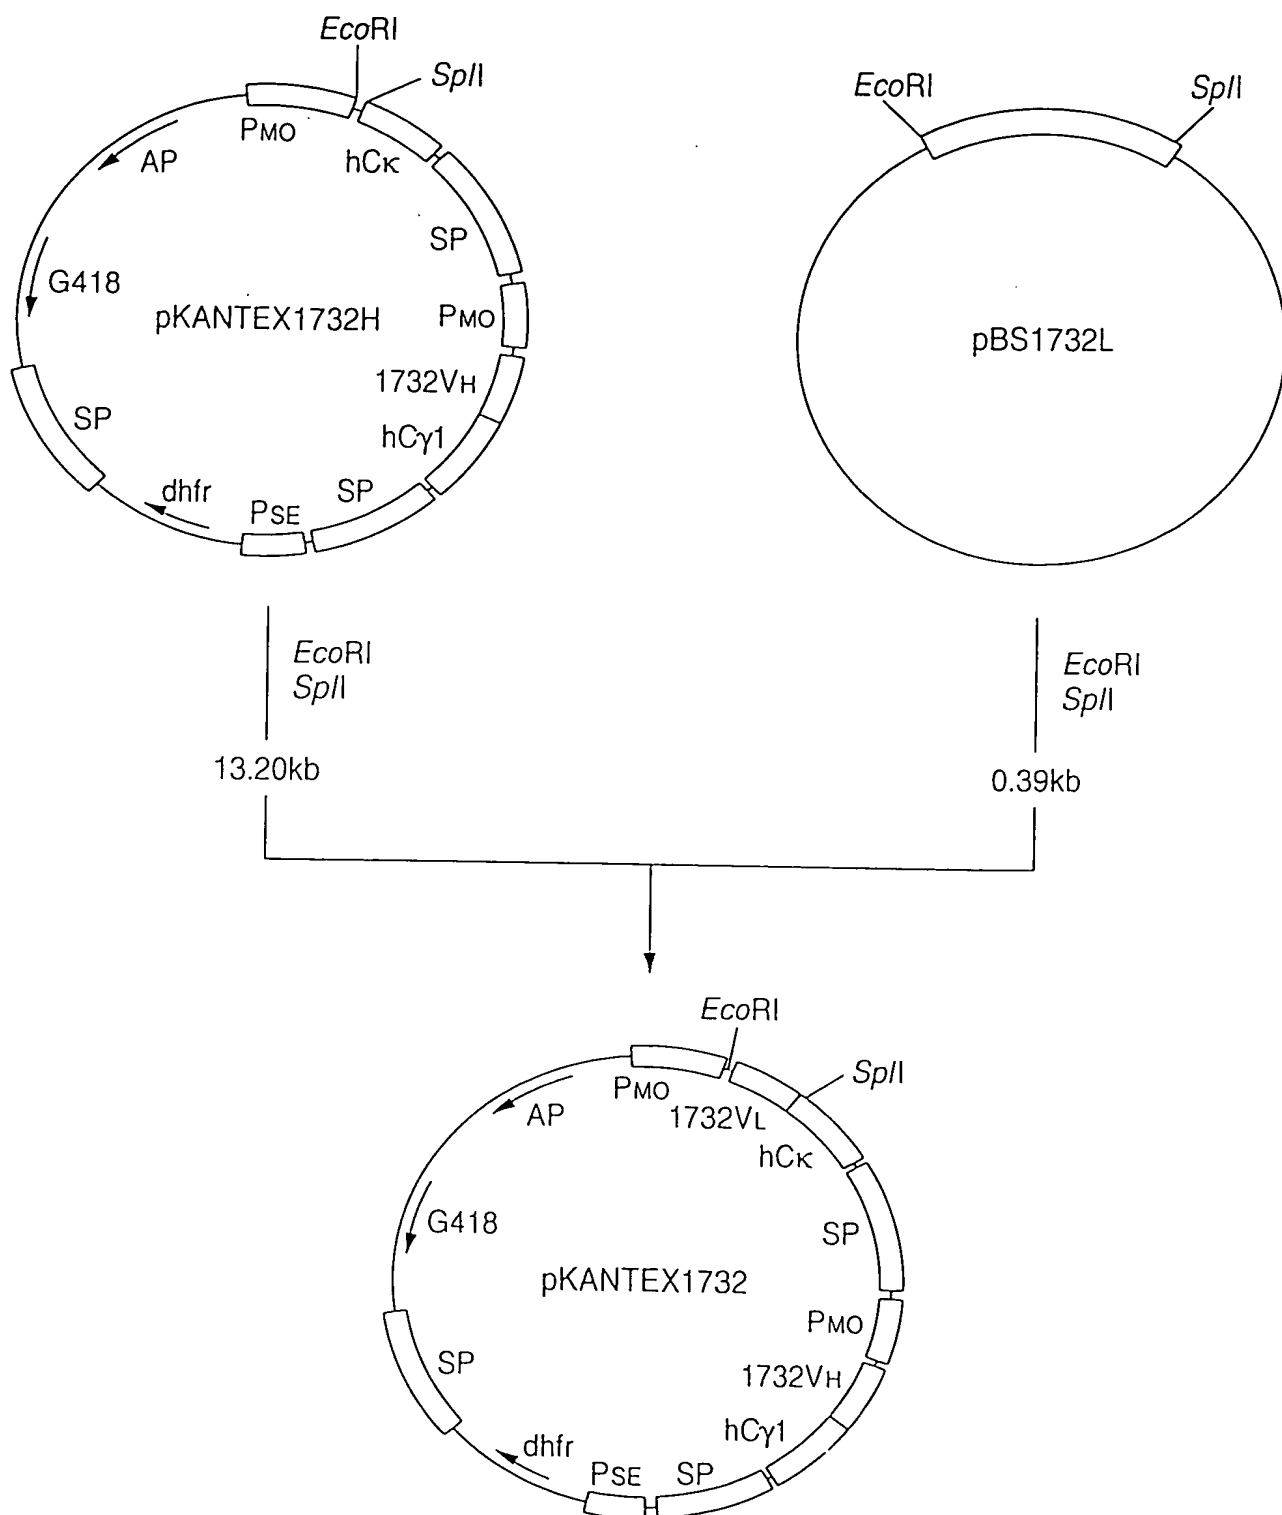 EcoRI
SplI
PMO
hCκ
AP
SP
G418
pKANTEX1732H
PMO
1732VH
hCγ1
SP
SP
dhfr
PSE
EcoRI
SplI
pBS1732L
EcoRI
SplI
13.20kb
EcoRI
SplI
0.39kb
EcoRI
SplI
PMO
1732VL
hCκ
AP
SP
G418
pKANTEX1732
PMO
1732VH
hCγ1
SP
SP
dhfr
PSE